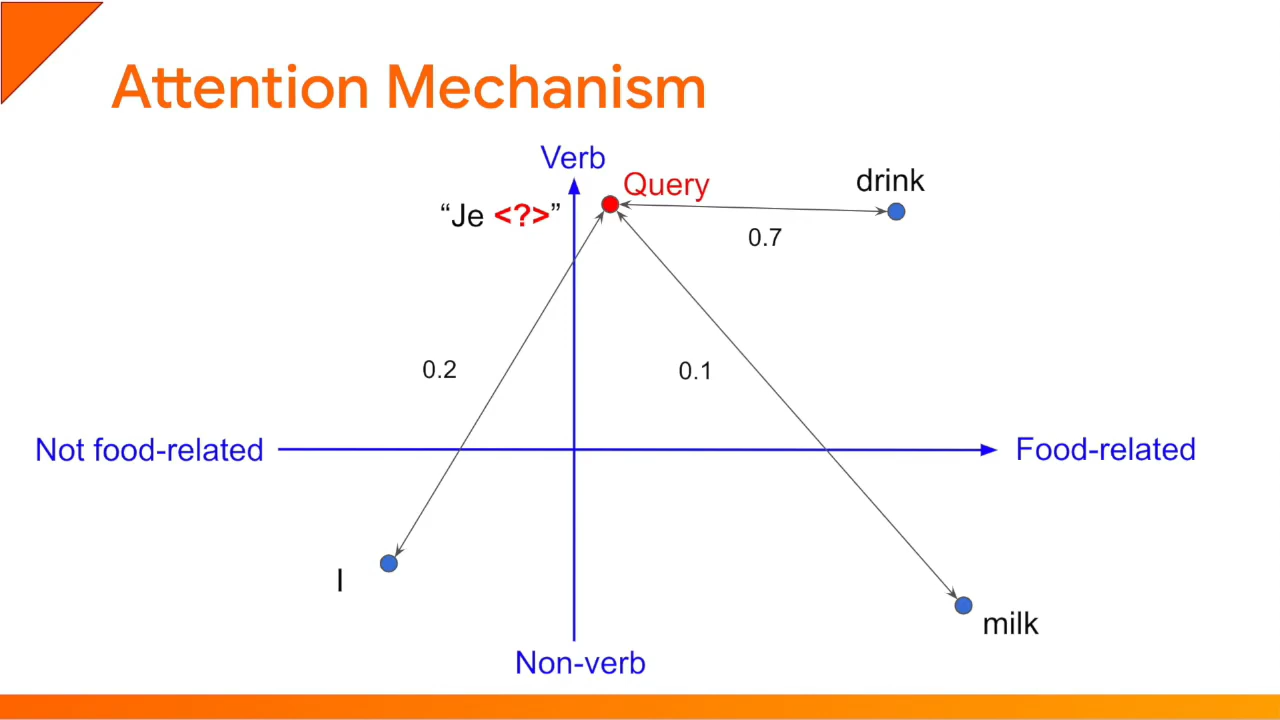 Attention Mechanism
Verb
Query
drink
“Je <?>”
0.7
0.2
0.1
Not food-related
Food-related
I
milk
Non-verb